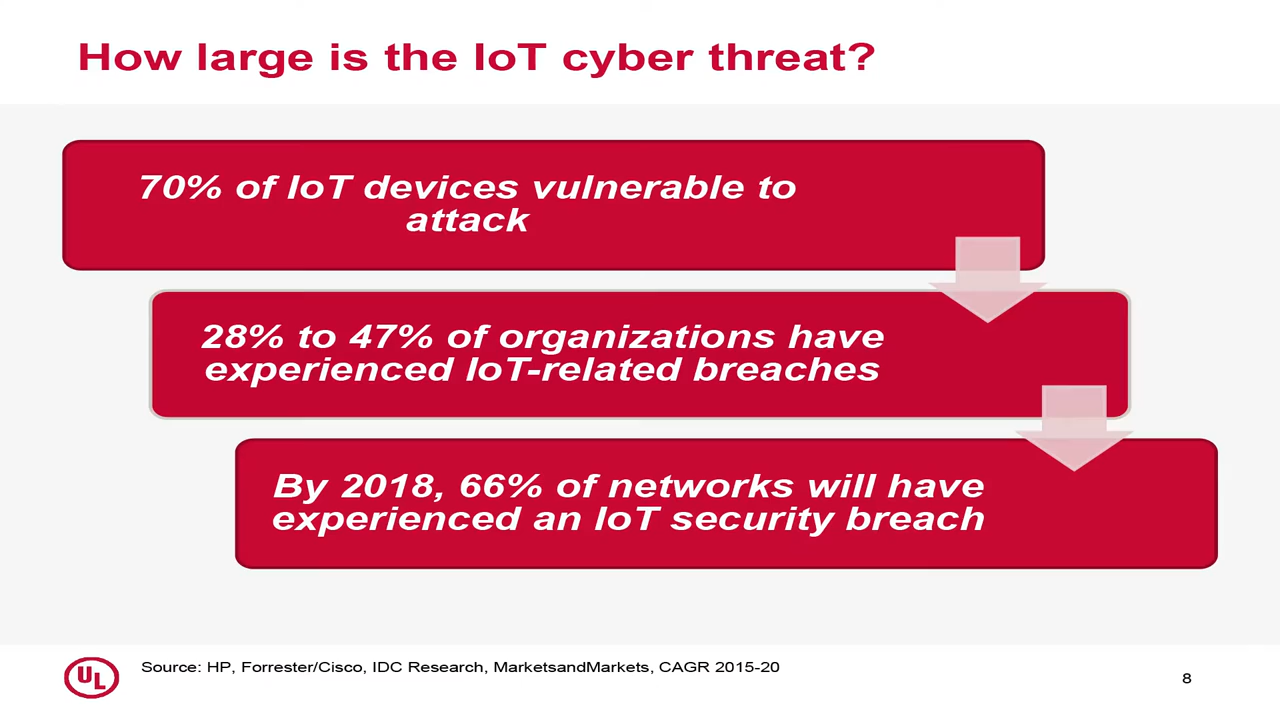 How large is the IoT cyber threat?
70% of IoT devices vulnerable to
attack
28% to 47% of organizations have
experienced IoT-related breaches
By 2018, 66% of networks will have
experienced an IoT security breach
UL
Source: HP, Forrester/Cisco, IDC Research, MarketsandMarkets, CAGR 2015-20
8